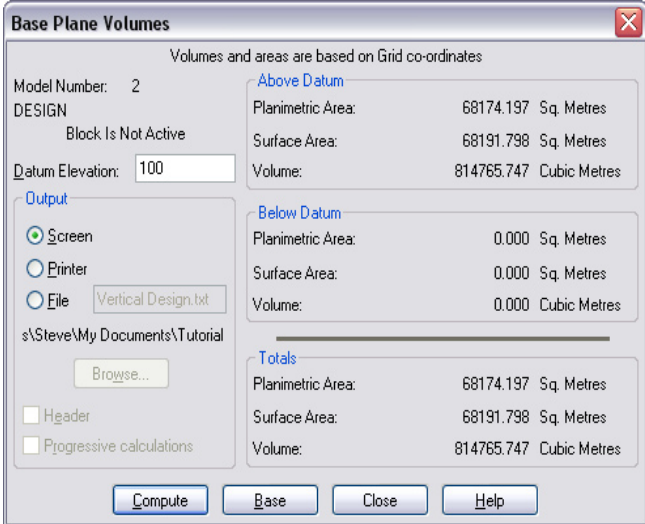 Base Plane Volumes
Volumes and areas are based on Grid co-ordinates
Model Number: 2
DESIGN
Block Is Not Active
Datum Elevation: 100
Output
Screen
Printer
File Vertical Design.txt
s\Steve\My Documents\Tutorial
Browse...
Header
Progressive calculations
Above Datum
Planimetric Area: 68174.197 Sq. Metres
Surface Area: 68191.798 Sq. Metres
Volume: 814765.747 Cubic Metres
Below Datum
Planimetric Area: 0.000 Sq. Metres
Surface Area: 0.000 Sq. Metres
Volume: 0.000 Cubic Metres
Totals
Planimetric Area: 68174.197 Sq. Metres
Surface Area: 68191.798 Sq. Metres
Volume: 814765.747 Cubic Metres
Compute Base Close Help